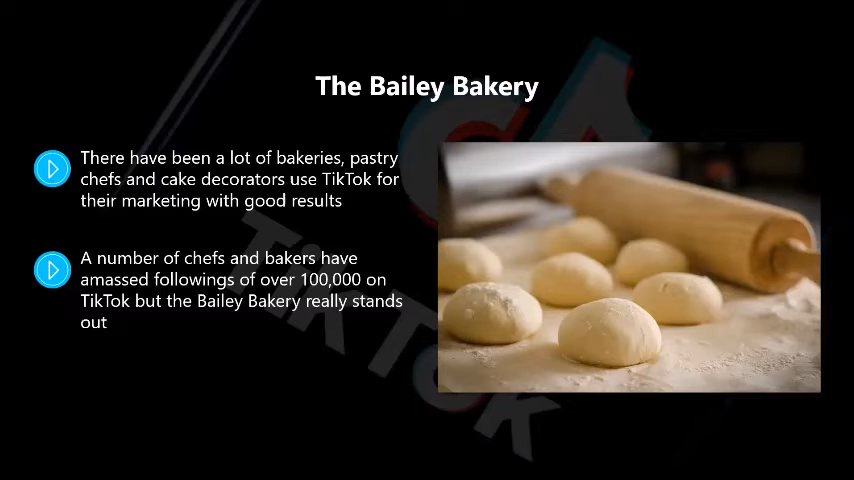 The Bailey Bakery
There have been a lot of bakeries, pastry
chefs and cake decorators use TikTok for
their marketing with good results
A number of chefs and bakers have
amassed followings of over 100,000 on
TikTok but the Bailey Bakery really stands
out
TikTok